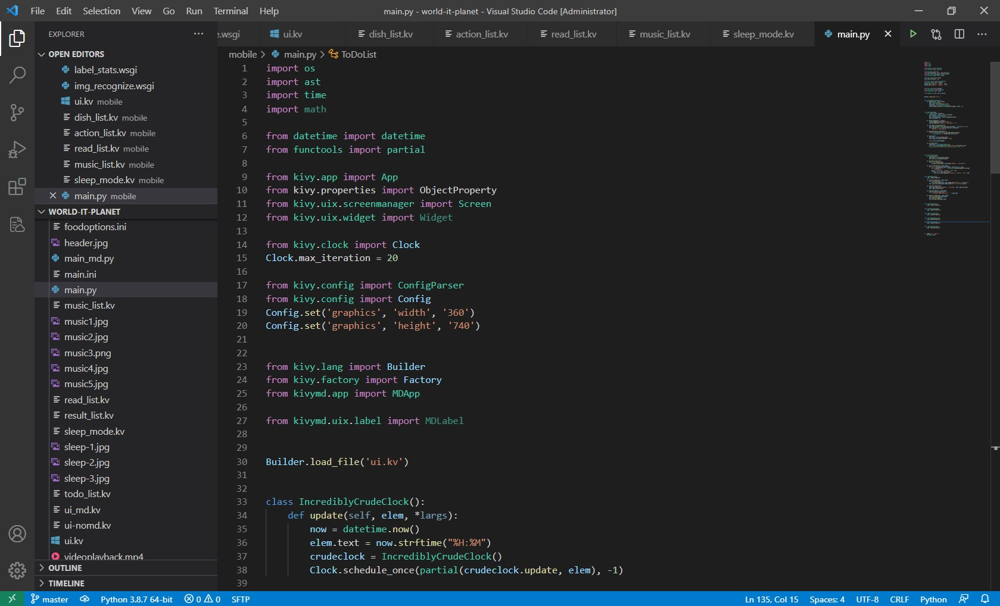 File Edit Selection View Go Run Terminal Help
main.py - world-it-planet - Visual Studio Code [Administrator]
EXPLORER
e.wsgi ui.kv dish_list.kv action_list.kv read_list.kv music_list.kv sleep_mode.kv main.py
OPEN EDITORS
label_stats.wsgi
img_recognize.wsgi
ui.kv mobile
dish_list.kv mobile
action_list.kv mobile
read_list.kv mobile
music_list.kv mobile
sleep_mode.kv mobile
main.py mobile
WORLD-IT-PLANET
foodoptions.ini
header.jpg
main_md.py
main.ini
main.py
music_list.kv
music1.jpg
music2.jpg
music3.png
music4.jpg
music5.jpg
read_list.kv
result_list.kv
sleep_mode.kv
sleep-1.jpg
sleep-2.jpg
sleep-3.jpg
todo_list.kv
ui_md.kv
ui-nomd.kv
ui.kv
videoplayback.mp4
OUTLINE
TIMELINE
mobile > main.py > ToDoList
1 import os
2 import ast
3 import time
4 import math
5
6 from datetime import datetime
7 from functools import partial
8
9 from kivy.app import App
10 from kivy.properties import ObjectProperty
11 from kivy.uix.screenmanager import Screen
12 from kivy.uix.widget import Widget
13
14 from kivy.clock import Clock
15 Clock.max_iteration = 20
16
17 from kivy.config import ConfigParser
18 from kivy.config import Config
19 Config.set('graphics', 'width', '360')
20 Config.set('graphics', 'height', '740')
21
22
23 from kivy.lang import Builder
24 from kivy.factory import Factory
25 from kivymd.app import MDApp
26
27 from kivymd.uix.label import MDLabel
28
29
30 Builder.load_file('ui.kv')
31
32
33 class IncrediblyCrudeClock():
34 def update(self, elem, *largs):
35 now = datetime.now()
36 elem.text = now.strftime("%H:%M")
37 crudeclock = IncrediblyCrudeClock()
38 Clock.schedule_once(partial(crudeclock.update, elem), -1)
39
master Python 3.8.7 64-bit 0 0 SFTP Ln 135, Col 15 Spaces: 4 UTF-8 CRLF Python